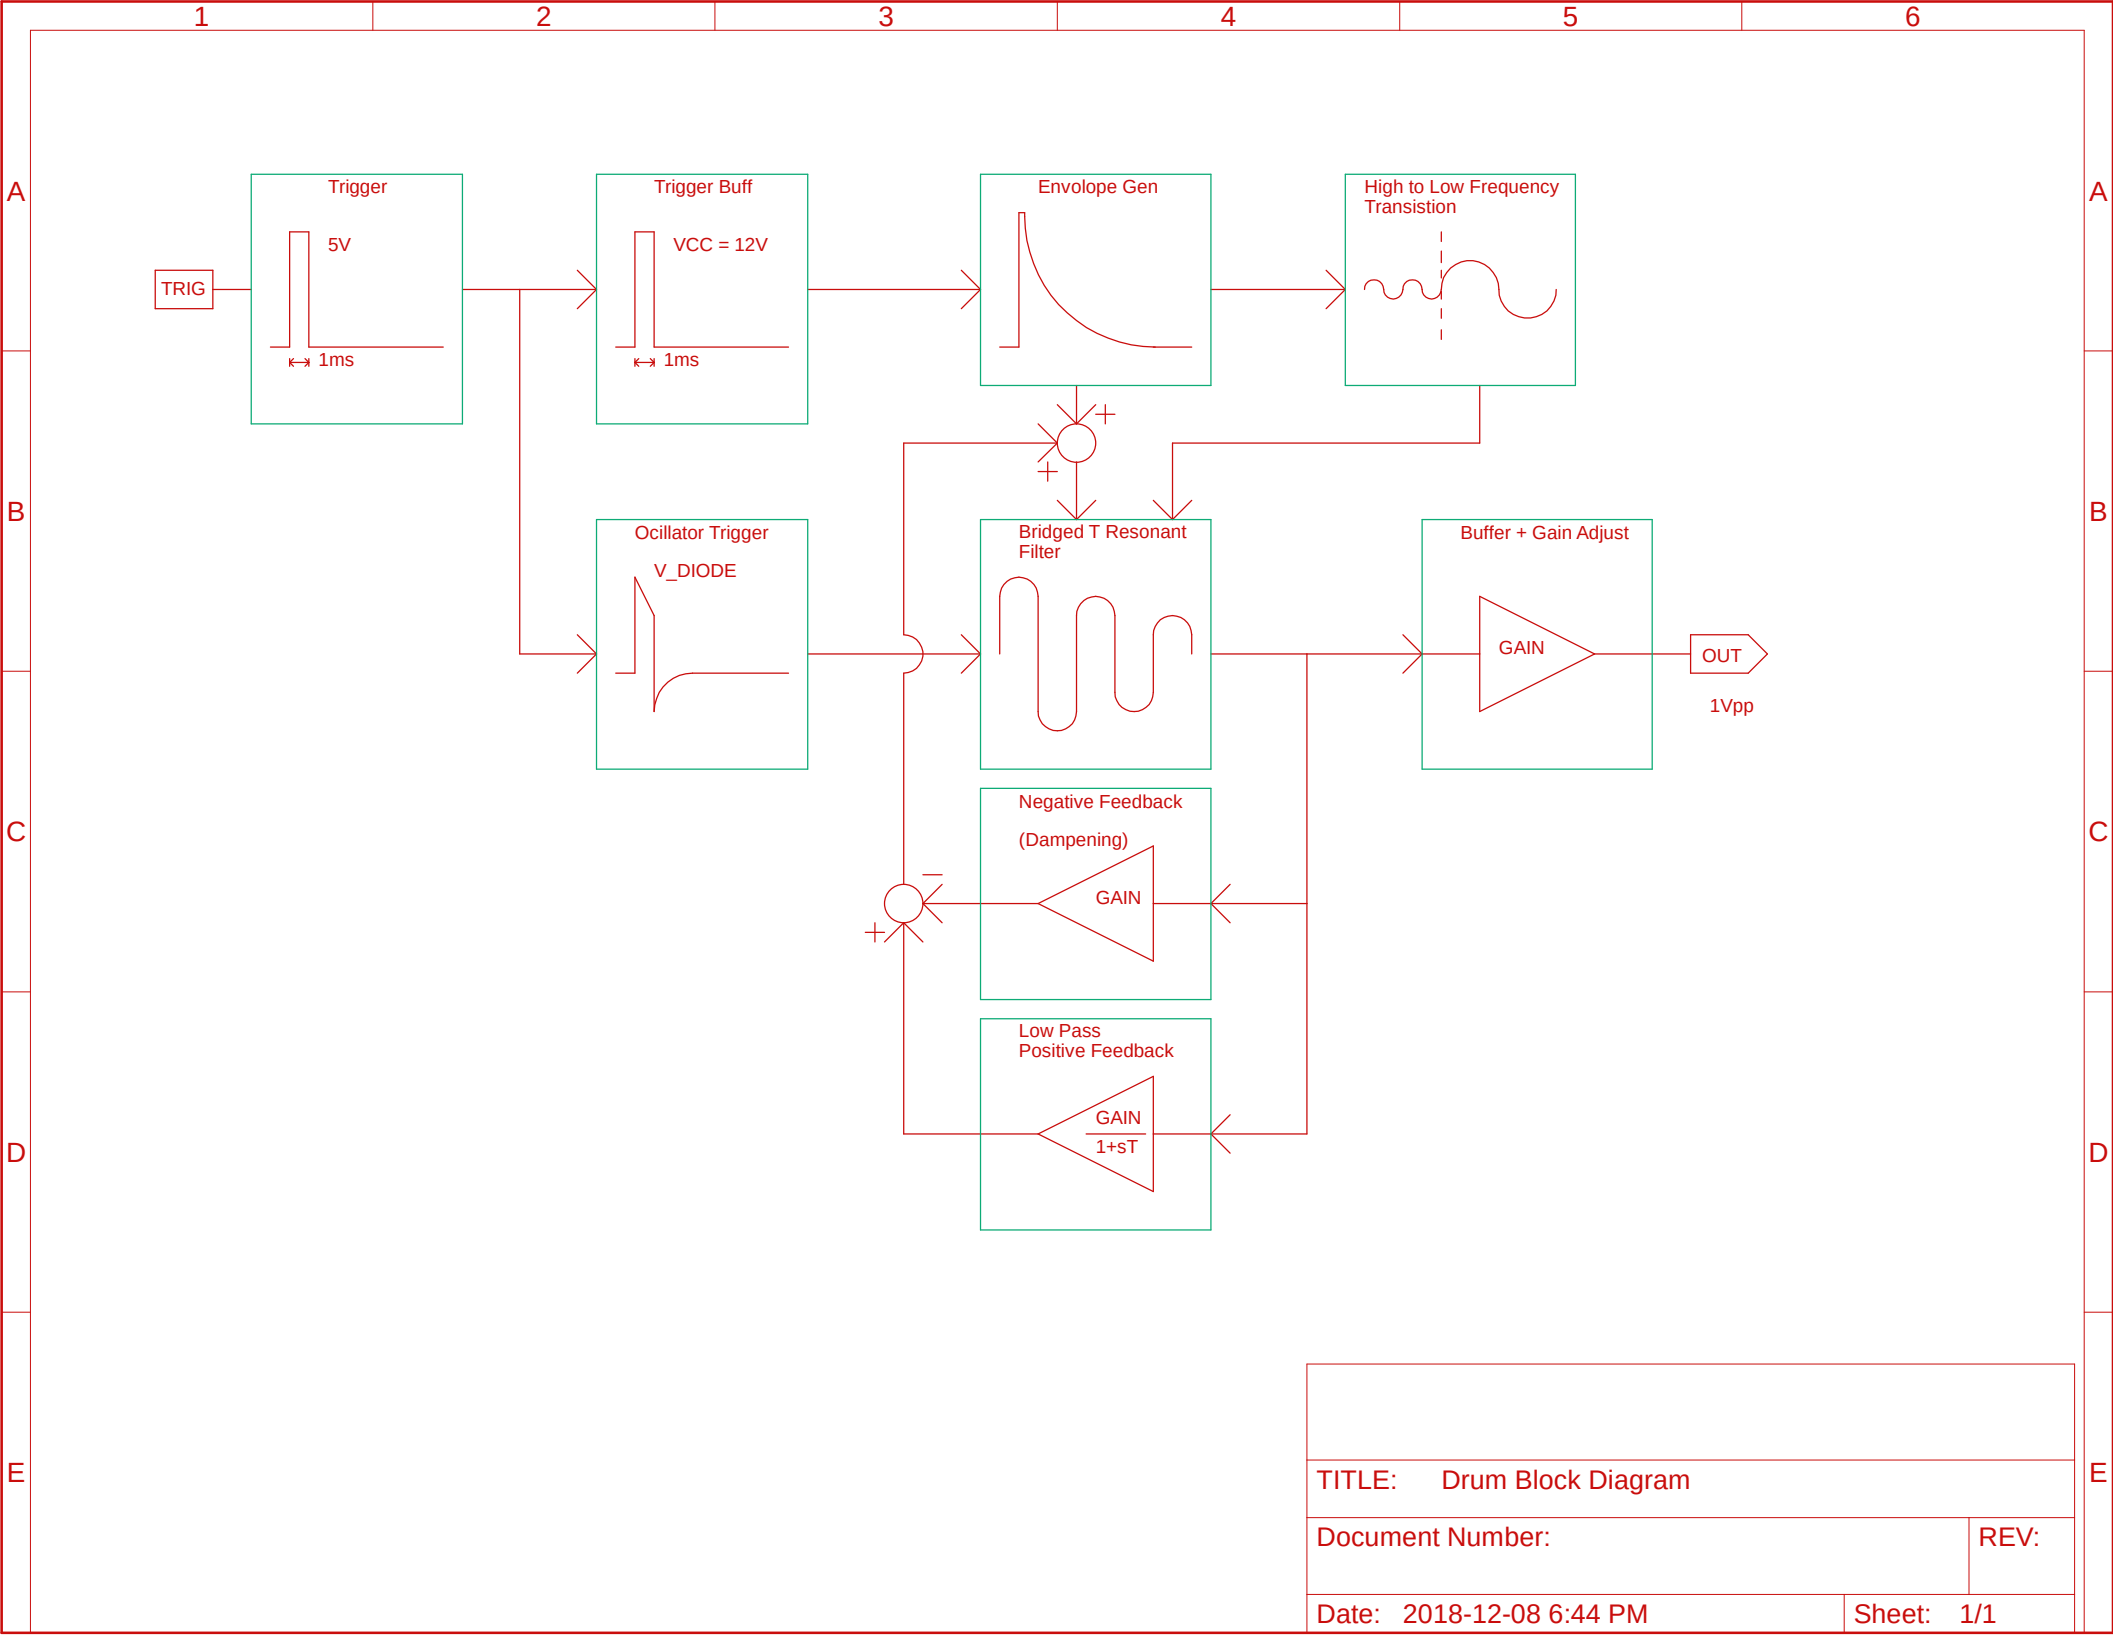 1 2 3 4 5 6
A A
Trigger
Trigger Buff
Envolope Gen
High to Low Frequency
Transistion
5V
VCC = 12V
TRIG
1ms
1ms
+
+
B B
Ocillator Trigger
V_DIODE
Bridged T Resonant
Filter
Buffer + Gain Adjust
GAIN
OUT
1Vpp
C C
Negative Feedback
(Dampening)
GAIN
−
+
Low Pass
Positive Feedback
GAIN
1+sT
D D
E E
TITLE: Drum Block Diagram
Document Number:
REV:
Date: 2018-12-08 6:44 PM
Sheet: 1/1